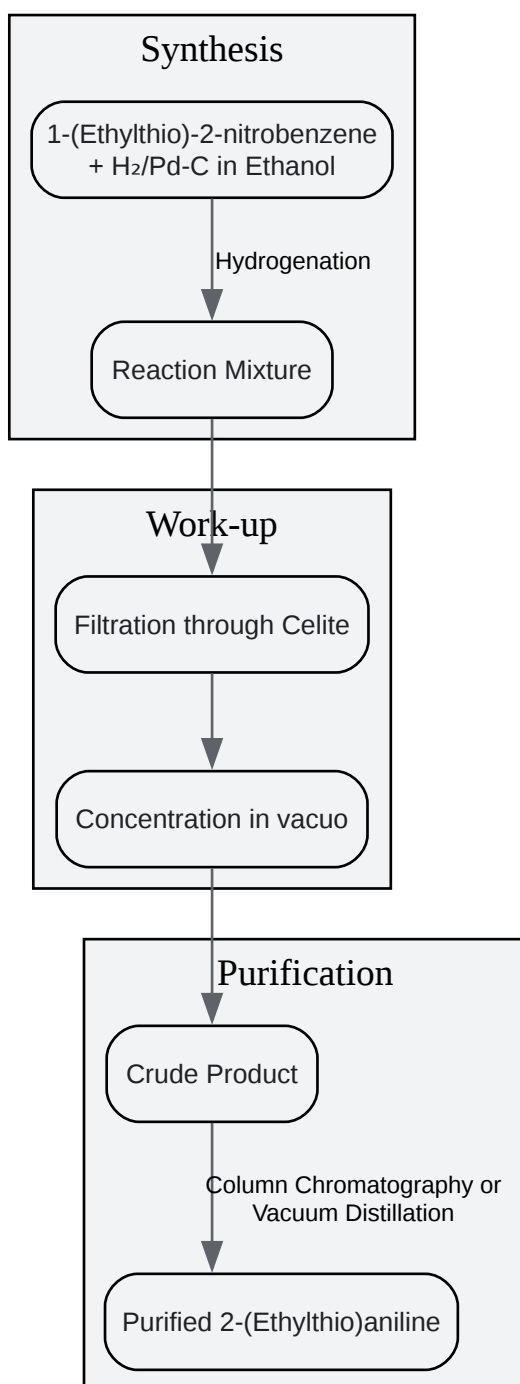 Synthesis
1-(Ethylthio)-2-nitrobenzene
+ H₂/Pd-C in Ethanol
Hydrogenation
Reaction Mixture
Work-up
Filtration through Celite
Concentration in vacuo
Purification
Crude Product
Column Chromatography or
Vacuum Distillation
Purified 2-(Ethylthio)aniline